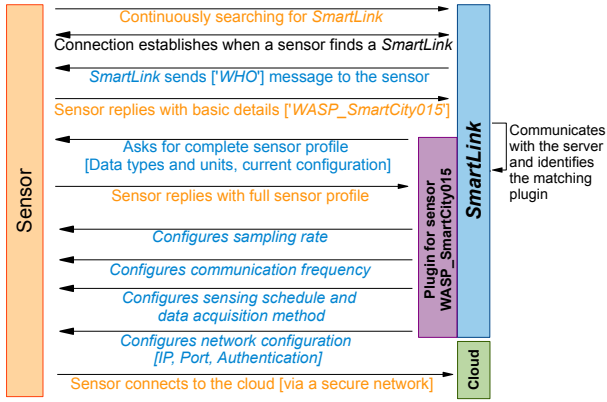 Continuously searching for SmartLink
Connection establishes when a sensor finds a SmartLink
SmartLink sends ['WHO'] message to the sensor
Sensor replies with basic details ['WASP_SmartCity015']
Asks for complete sensor profile
[Data types and units, current configuration]
Sensor replies with full sensor profile
Configures sampling rate
Configures communication frequency
Configures sensing schedule and
data acquisition method
Configures network configuration
[IP, Port, Authentication]
Sensor connects to the cloud [via a secure network]
Sensor
Plugin for sensor
WASP_SmartCity015
SmartLink
Cloud
Communicates
with the server
and identifies
the matching
plugin